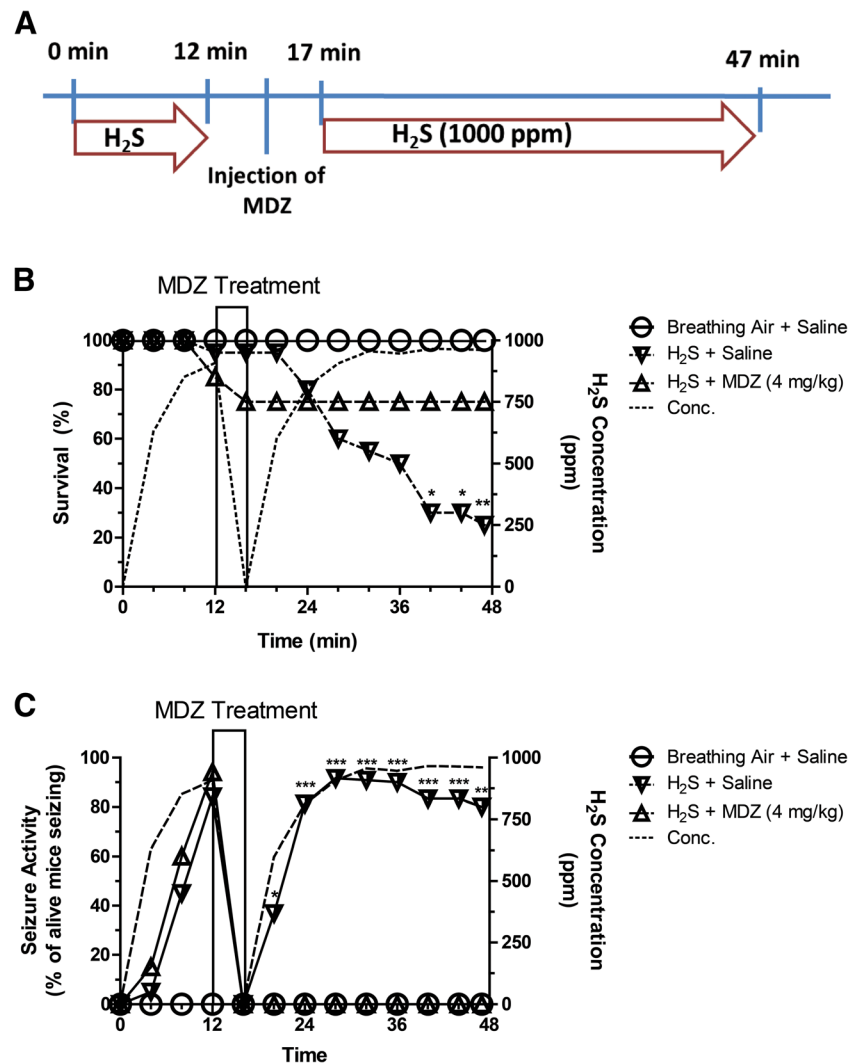 A
0 min 12 min 17 min 47 min
H₂S H₂S (1000 ppm)
Injection of
MDZ
B
MDZ Treatment
Survival (%)
100
80
60
40
20
0
0 12 24 36 48
Time (min)
1000
750
500
250
0
H₂S Concentration
(ppm)
* * **
Breathing Air + Saline
H₂S + Saline
H₂S + MDZ (4 mg/kg)
Conc.
C
MDZ Treatment
Seizure Activity
(% of alive mice seizing)
100
80
60
40
20
0
0 12 24 36 48
Time
1000
750
500
250
0
H₂S Concentration
(ppm)
* *** *** *** *** *** *** **
Breathing Air + Saline
H₂S + Saline
H₂S + MDZ (4 mg/kg)
Conc.